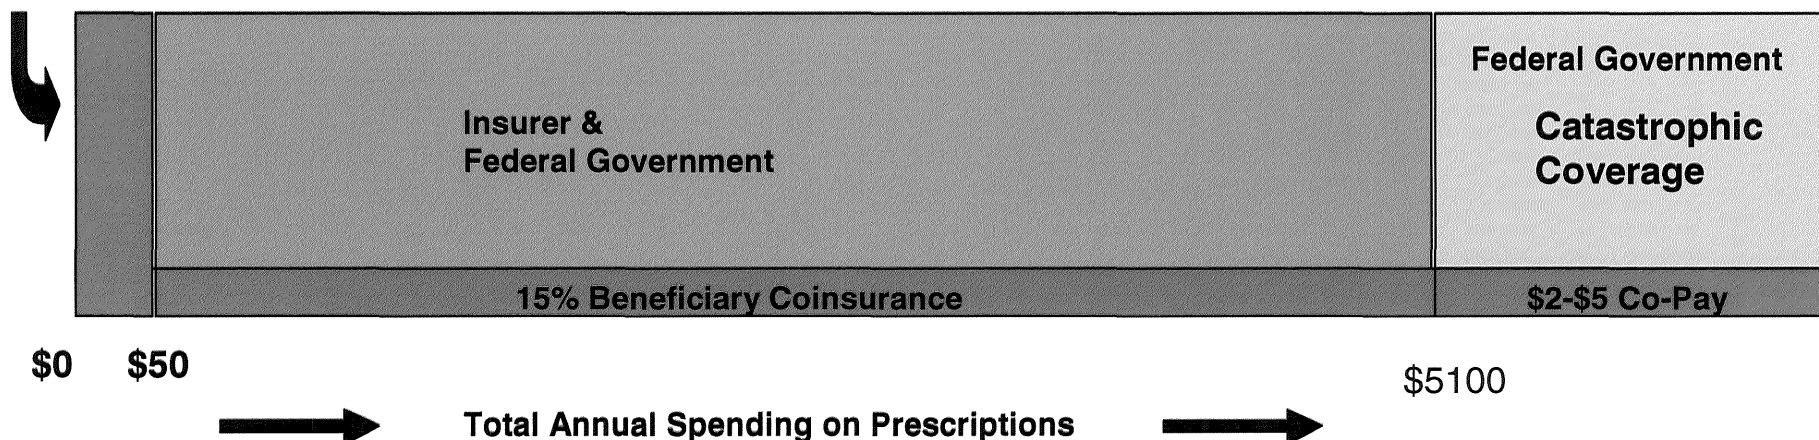 Federal Government
Insurer &
Federal Government
Catastrophic
Coverage
15% Beneficiary Coinsurance
$2-$5 Co-Pay
$0
$50
$5100
Total Annual Spending on Prescriptions